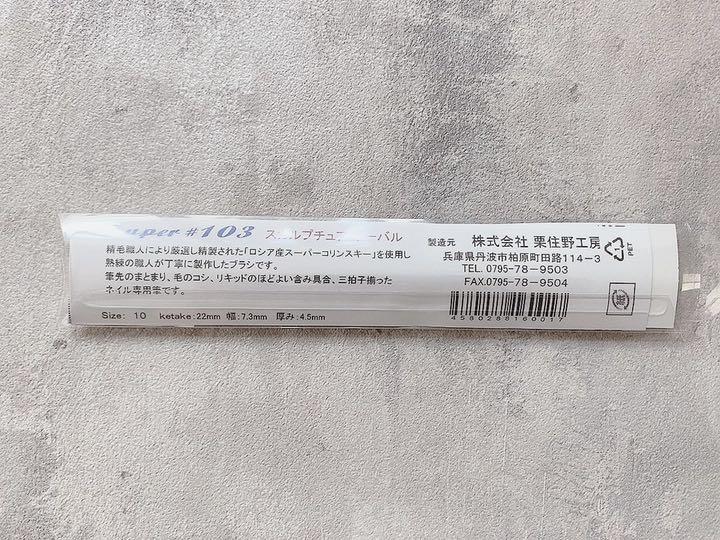 Super #103 スカルプチュアオーバル
精毛職人により厳選し精製された「ロシア産スーパーコリンスキー」を使用し
熟練の職人が丁寧に製作したブラシです。
筆先のまとまり、毛のコシ、リキッドのほどよい含み具合、三拍子揃った
ネイル専用筆です。
Size: 10 ketake:22mm 幅:7.3mm 厚み:4.5mm
製造元 株式会社 栗住野工房
兵庫県丹波市柏原町田路114-3
TEL. 0795-78-9503
FAX.0795-78-9504
4580288160017
1
PET
紙